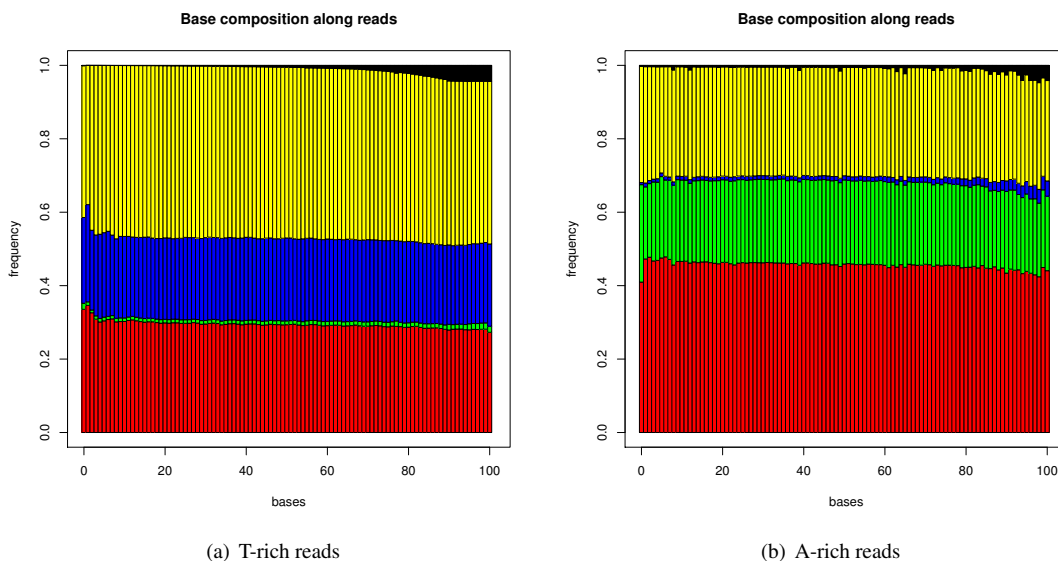 Base composition along reads
frequency
0.0 0.2 0.4 0.6 0.8 1.0
0 20 40 60 80 100
bases
(a) T-rich reads
Base composition along reads
frequency
0.0 0.2 0.4 0.6 0.8 1.0
0 20 40 60 80 100
bases
(b) A-rich reads